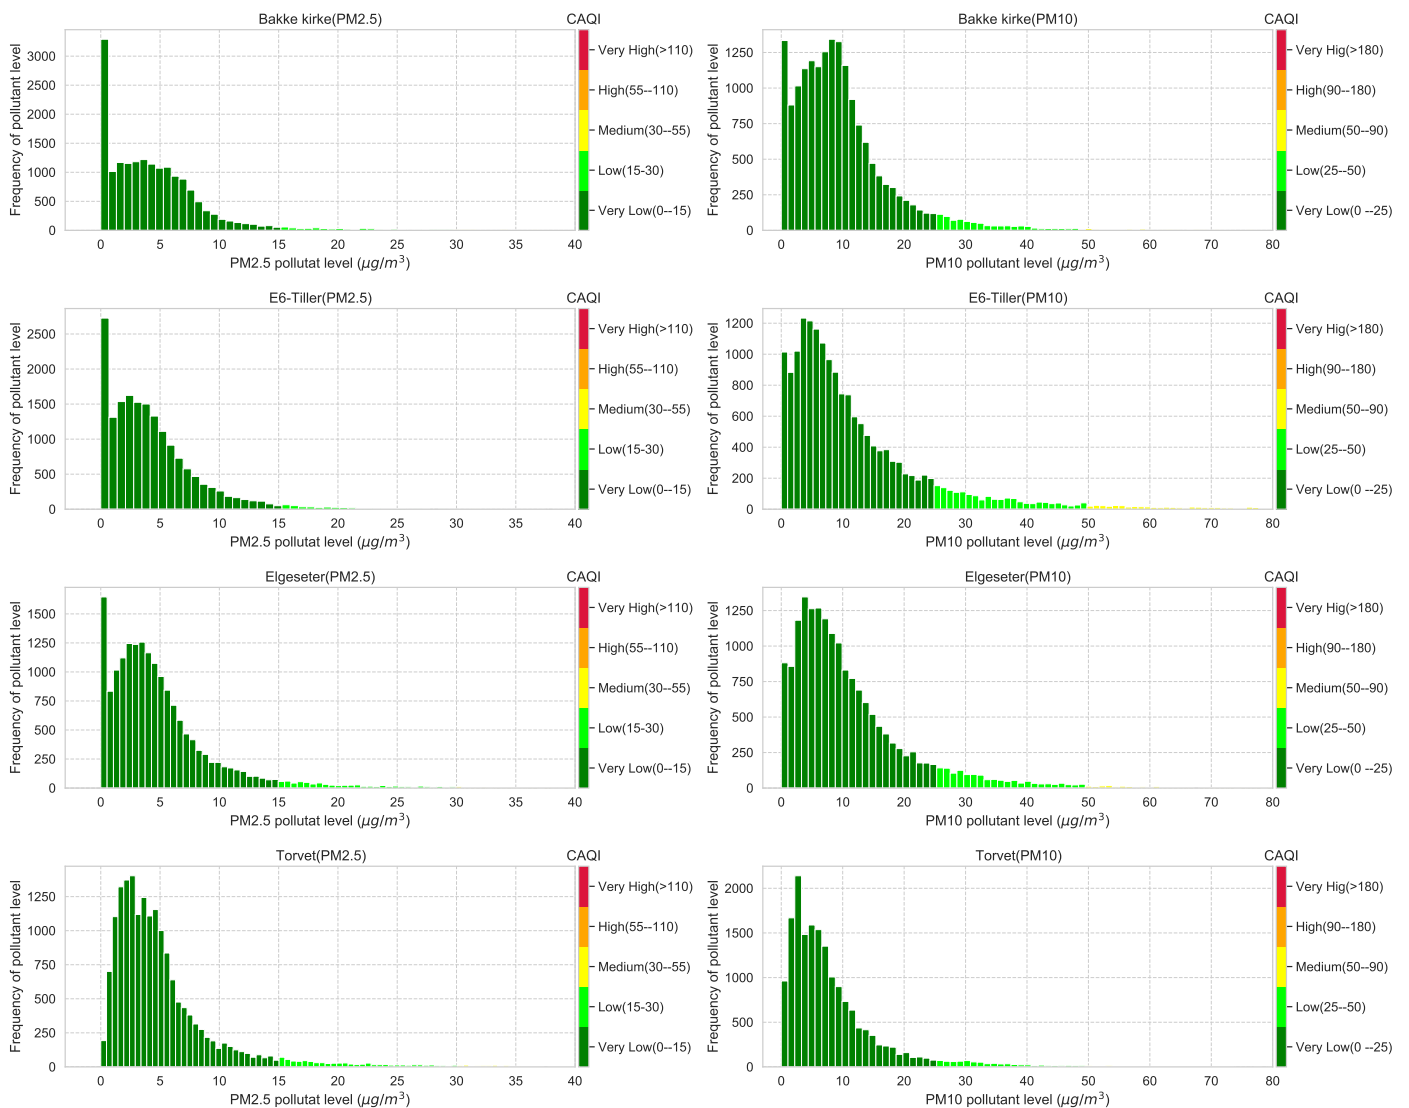 Bakke kirke(PM2.5)
CAQI
Frequency of pollutant level
3000
2500
2000
1500
1000
500
0
0 5 10 15 20 25 30 35 40
PM2.5 pollutat level (μg/m³)
Very High(>110)
High(55--110)
Medium(30--55)
Low(15-30)
Very Low(0--15)
Bakke kirke(PM10)
CAQI
Frequency of pollutant level
1250
1000
750
500
250
0
0 10 20 30 40 50 60 70 80
PM10 pollutant level (μg/m³)
Very Hig(>180)
High(90--180)
Medium(50--90)
Low(25--50)
Very Low(0 --25)
E6-Tiller(PM2.5)
CAQI
Frequency of pollutant level
2500
2000
1500
1000
500
0
0 5 10 15 20 25 30 35 40
PM2.5 pollutat level (μg/m³)
Very High(>110)
High(55--110)
Medium(30--55)
Low(15-30)
Very Low(0--15)
E6-Tiller(PM10)
CAQI
Frequency of pollutant level
1200
1000
800
600
400
200
0
0 10 20 30 40 50 60 70 80
PM10 pollutant level (μg/m³)
Very Hig(>180)
High(90--180)
Medium(50--90)
Low(25--50)
Very Low(0 --25)
Elgeseter(PM2.5)
CAQI
Frequency of pollutant level
1500
1250
1000
750
500
250
0
0 5 10 15 20 25 30 35 40
PM2.5 pollutat level (μg/m³)
Very High(>110)
High(55--110)
Medium(30--55)
Low(15-30)
Very Low(0--15)
Elgeseter(PM10)
CAQI
Frequency of pollutant level
1250
1000
750
500
250
0
0 10 20 30 40 50 60 70 80
PM10 pollutant level (μg/m³)
Very Hig(>180)
High(90--180)
Medium(50--90)
Low(25--50)
Very Low(0 --25)
Torvet(PM2.5)
CAQI
Frequency of pollutant level
1250
1000
750
500
250
0
0 5 10 15 20 25 30 35 40
PM2.5 pollutat level (μg/m³)
Very High(>110)
High(55--110)
Medium(30--55)
Low(15-30)
Very Low(0--15)
Torvet(PM10)
CAQI
Frequency of pollutant level
2000
1500
1000
500
0
0 10 20 30 40 50 60 70 80
PM10 pollutant level (μg/m³)
Very Hig(>180)
High(90--180)
Medium(50--90)
Low(25--50)
Very Low(0 --25)